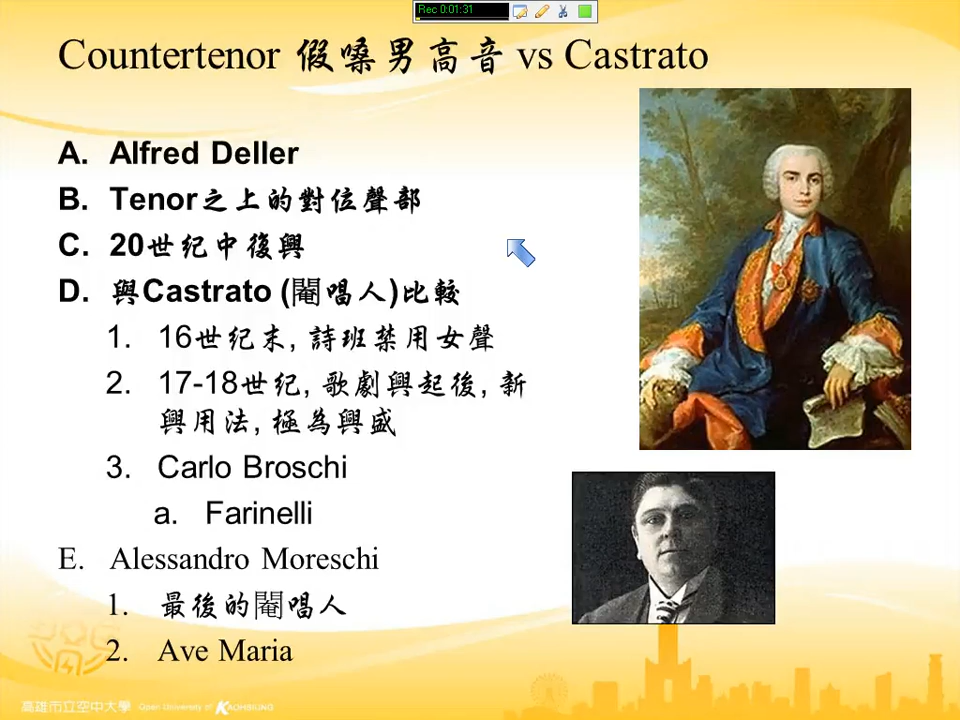 Rec 0:01:31
Countertenor 假嗓男高音 vs Castrato
A. Alfred Deller
B. Tenor之上的對位聲部
C. 20世纪中復興
D. 與Castrato (閹唱人)比較
1. 16世纪末, 詩班禁用女聲
2. 17-18世纪, 歌劇興起後, 新
興用法, 極為興盛
3. Carlo Broschi
a. Farinelli
E. Alessandro Moreschi
1. 最後的閹唱人
2. Ave Maria
高雄市立空中大學 Open University of KAOHSIUNG